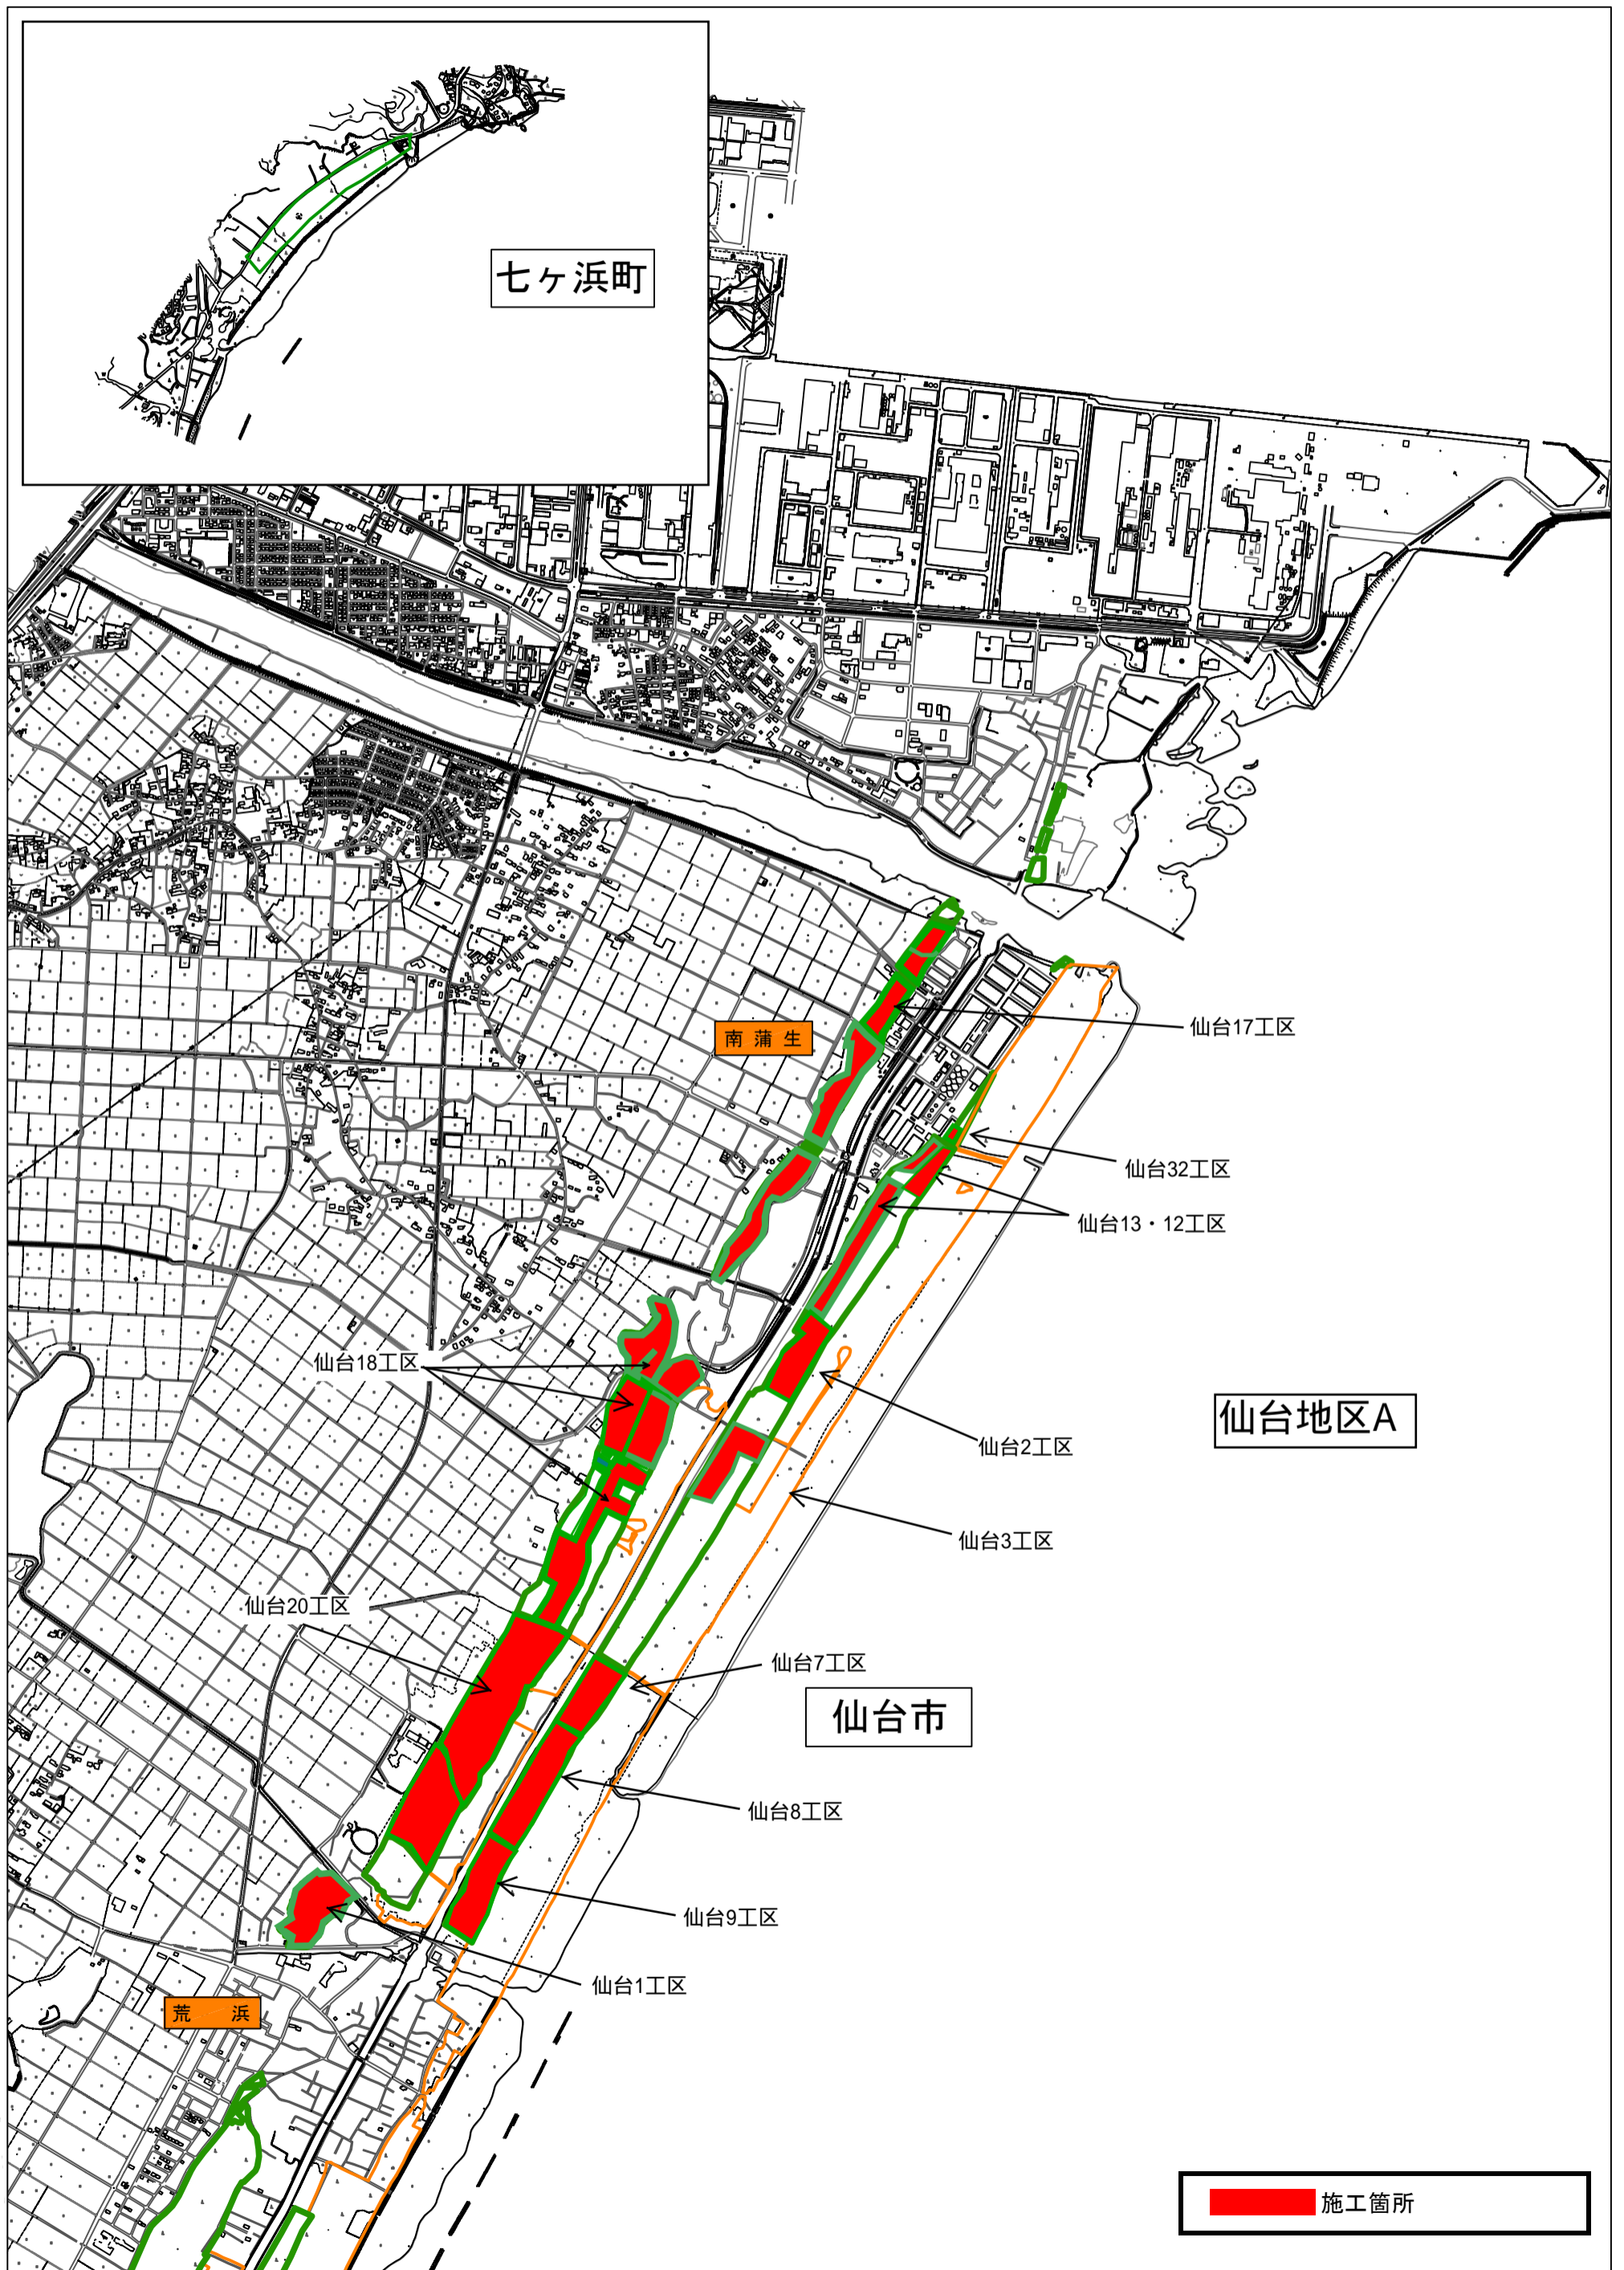 七ヶ浜町
仙台17工区
南蒲生
仙台32工区
仙台13・12工区
仙台18工区
仙台地区A
仙台2工区
仙台3工区
仙台20工区
仙台7工区
仙台市
仙台8工区
仙台9工区
仙台1工区
荒 浜
施工箇所